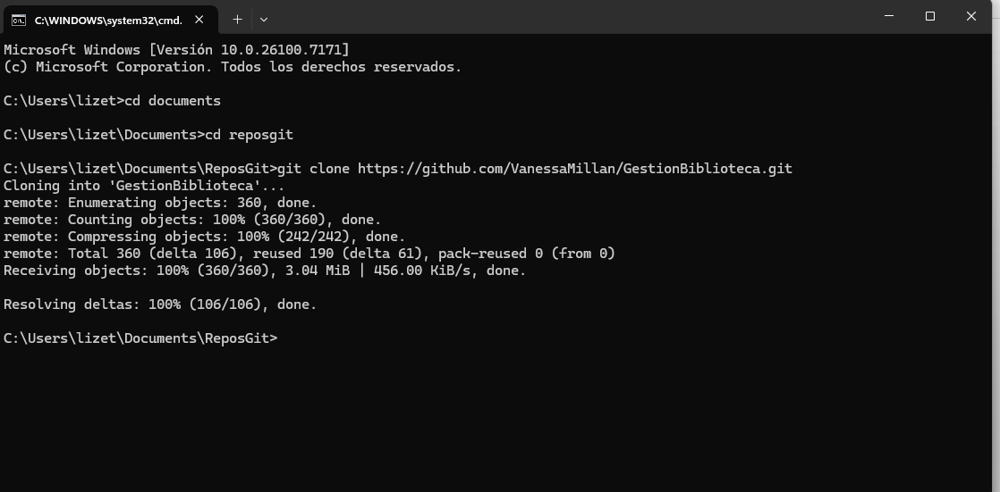 C:\WINDOWS\system32\cmd.
Microsoft Windows [Versión 10.0.26100.7171]
(c) Microsoft Corporation. Todos los derechos reservados.
C:\Users\lizet>cd documents
C:\Users\lizet\Documents>cd reposgit
C:\Users\lizet\Documents\ReposGit>git clone https://github.com/VanessaMillan/GestionBiblioteca.git
Cloning into 'GestionBiblioteca'...
remote: Enumerating objects: 360, done.
remote: Counting objects: 100% (360/360), done.
remote: Compressing objects: 100% (242/242), done.
remote: Total 360 (delta 106), reused 190 (delta 61), pack-reused 0 (from 0)
Receiving objects: 100% (360/360), 3.04 MiB | 456.00 KiB/s, done.
Resolving deltas: 100% (106/106), done.
C:\Users\lizet\Documents\ReposGit>